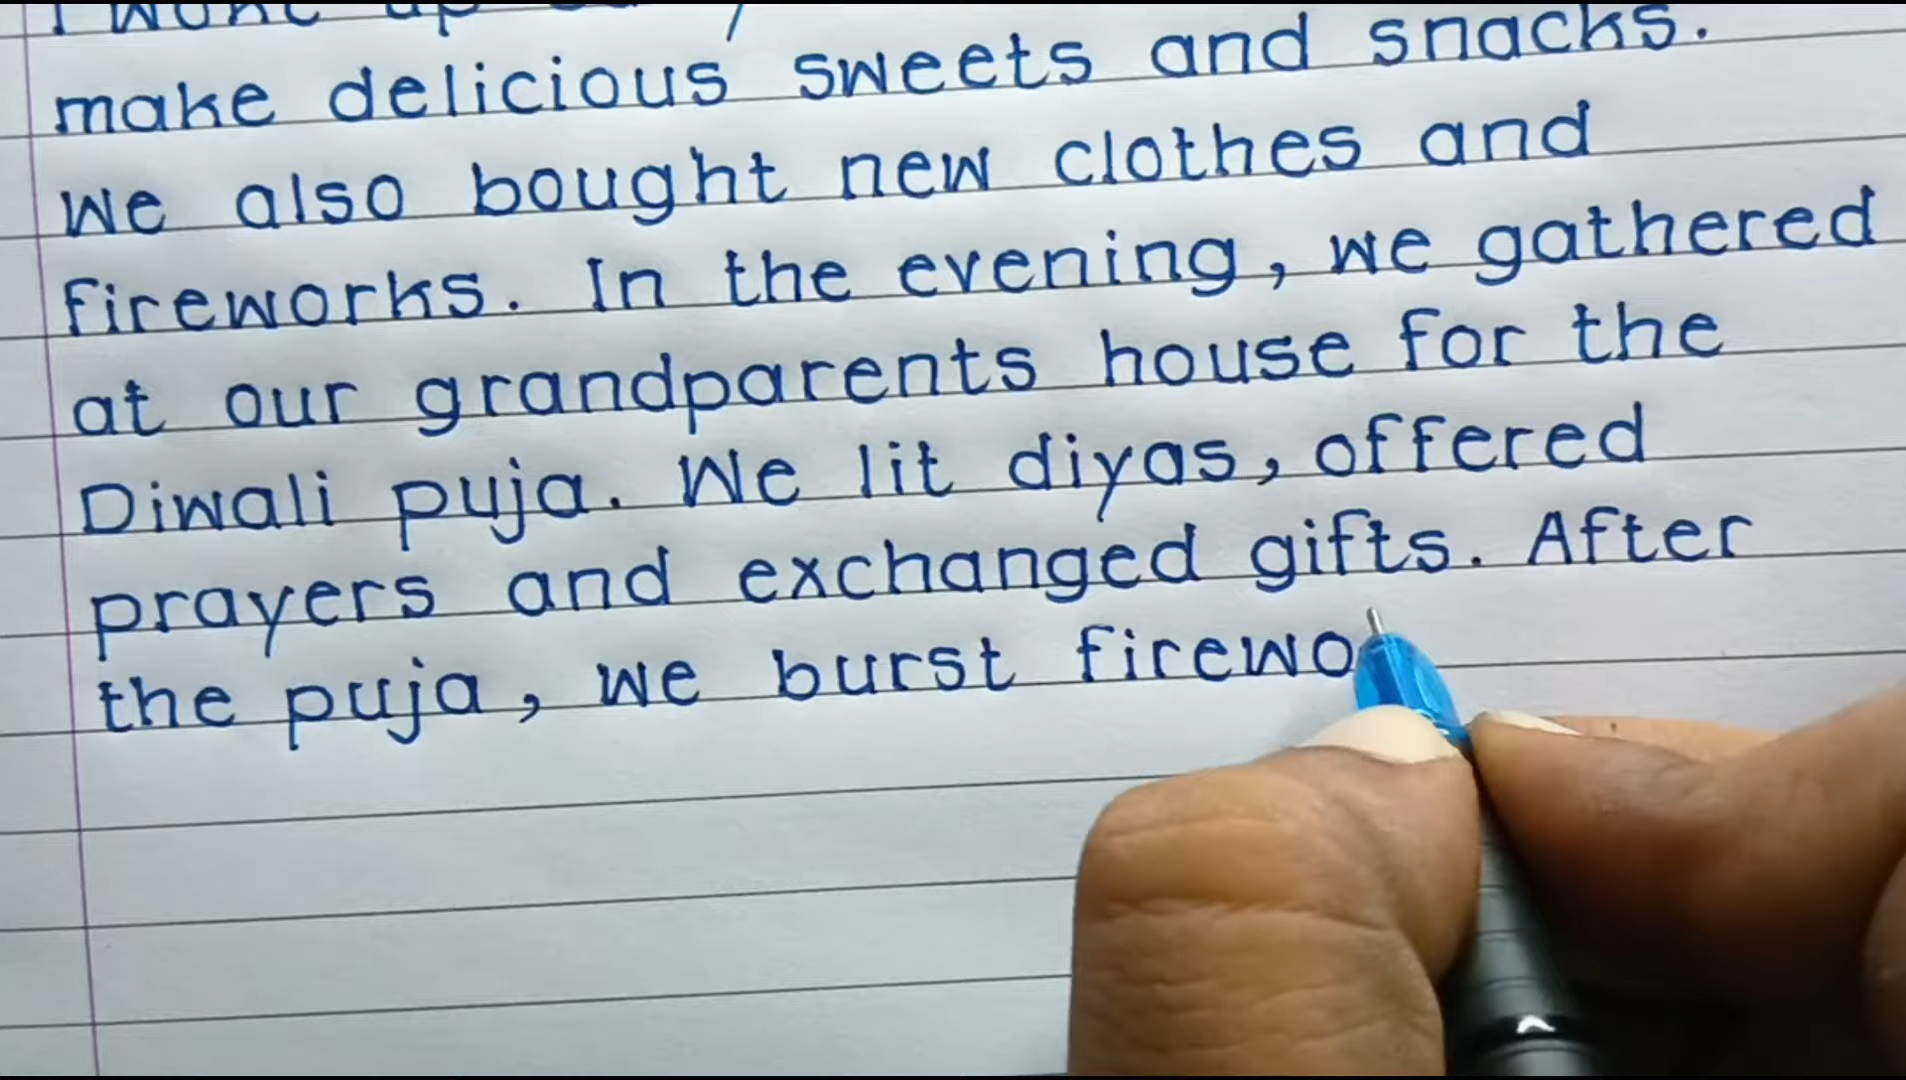 make delicious sweets and snacks.
We also bought new clothes and
fireworks. In the evening, we gathered
at our grandparents house for the
Diwali puja. We lit diyas, offered
prayers and exchanged gifts. After
the puja, we burst firewo